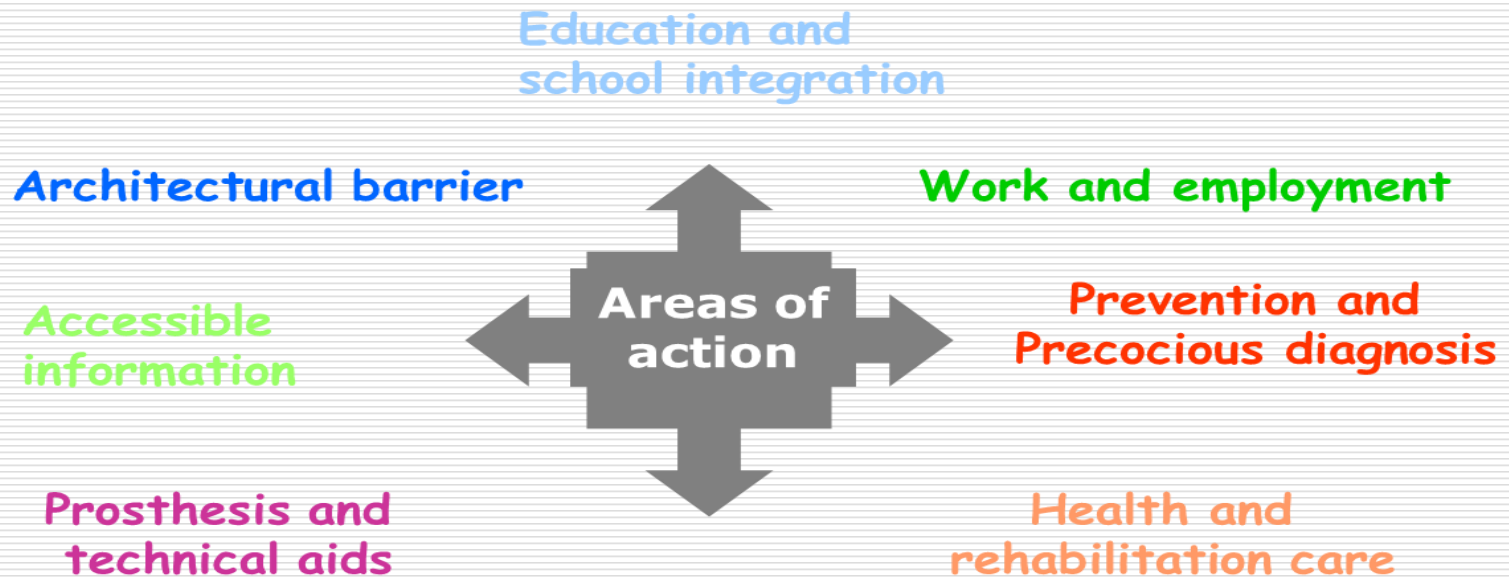 Education and
school integration
Architectural barrier
Work and employment
Areas of
action
Accessible
information
Prevention and
Precocious diagnosis
Prosthesis and
technical aids
Health and
rehabilitation care